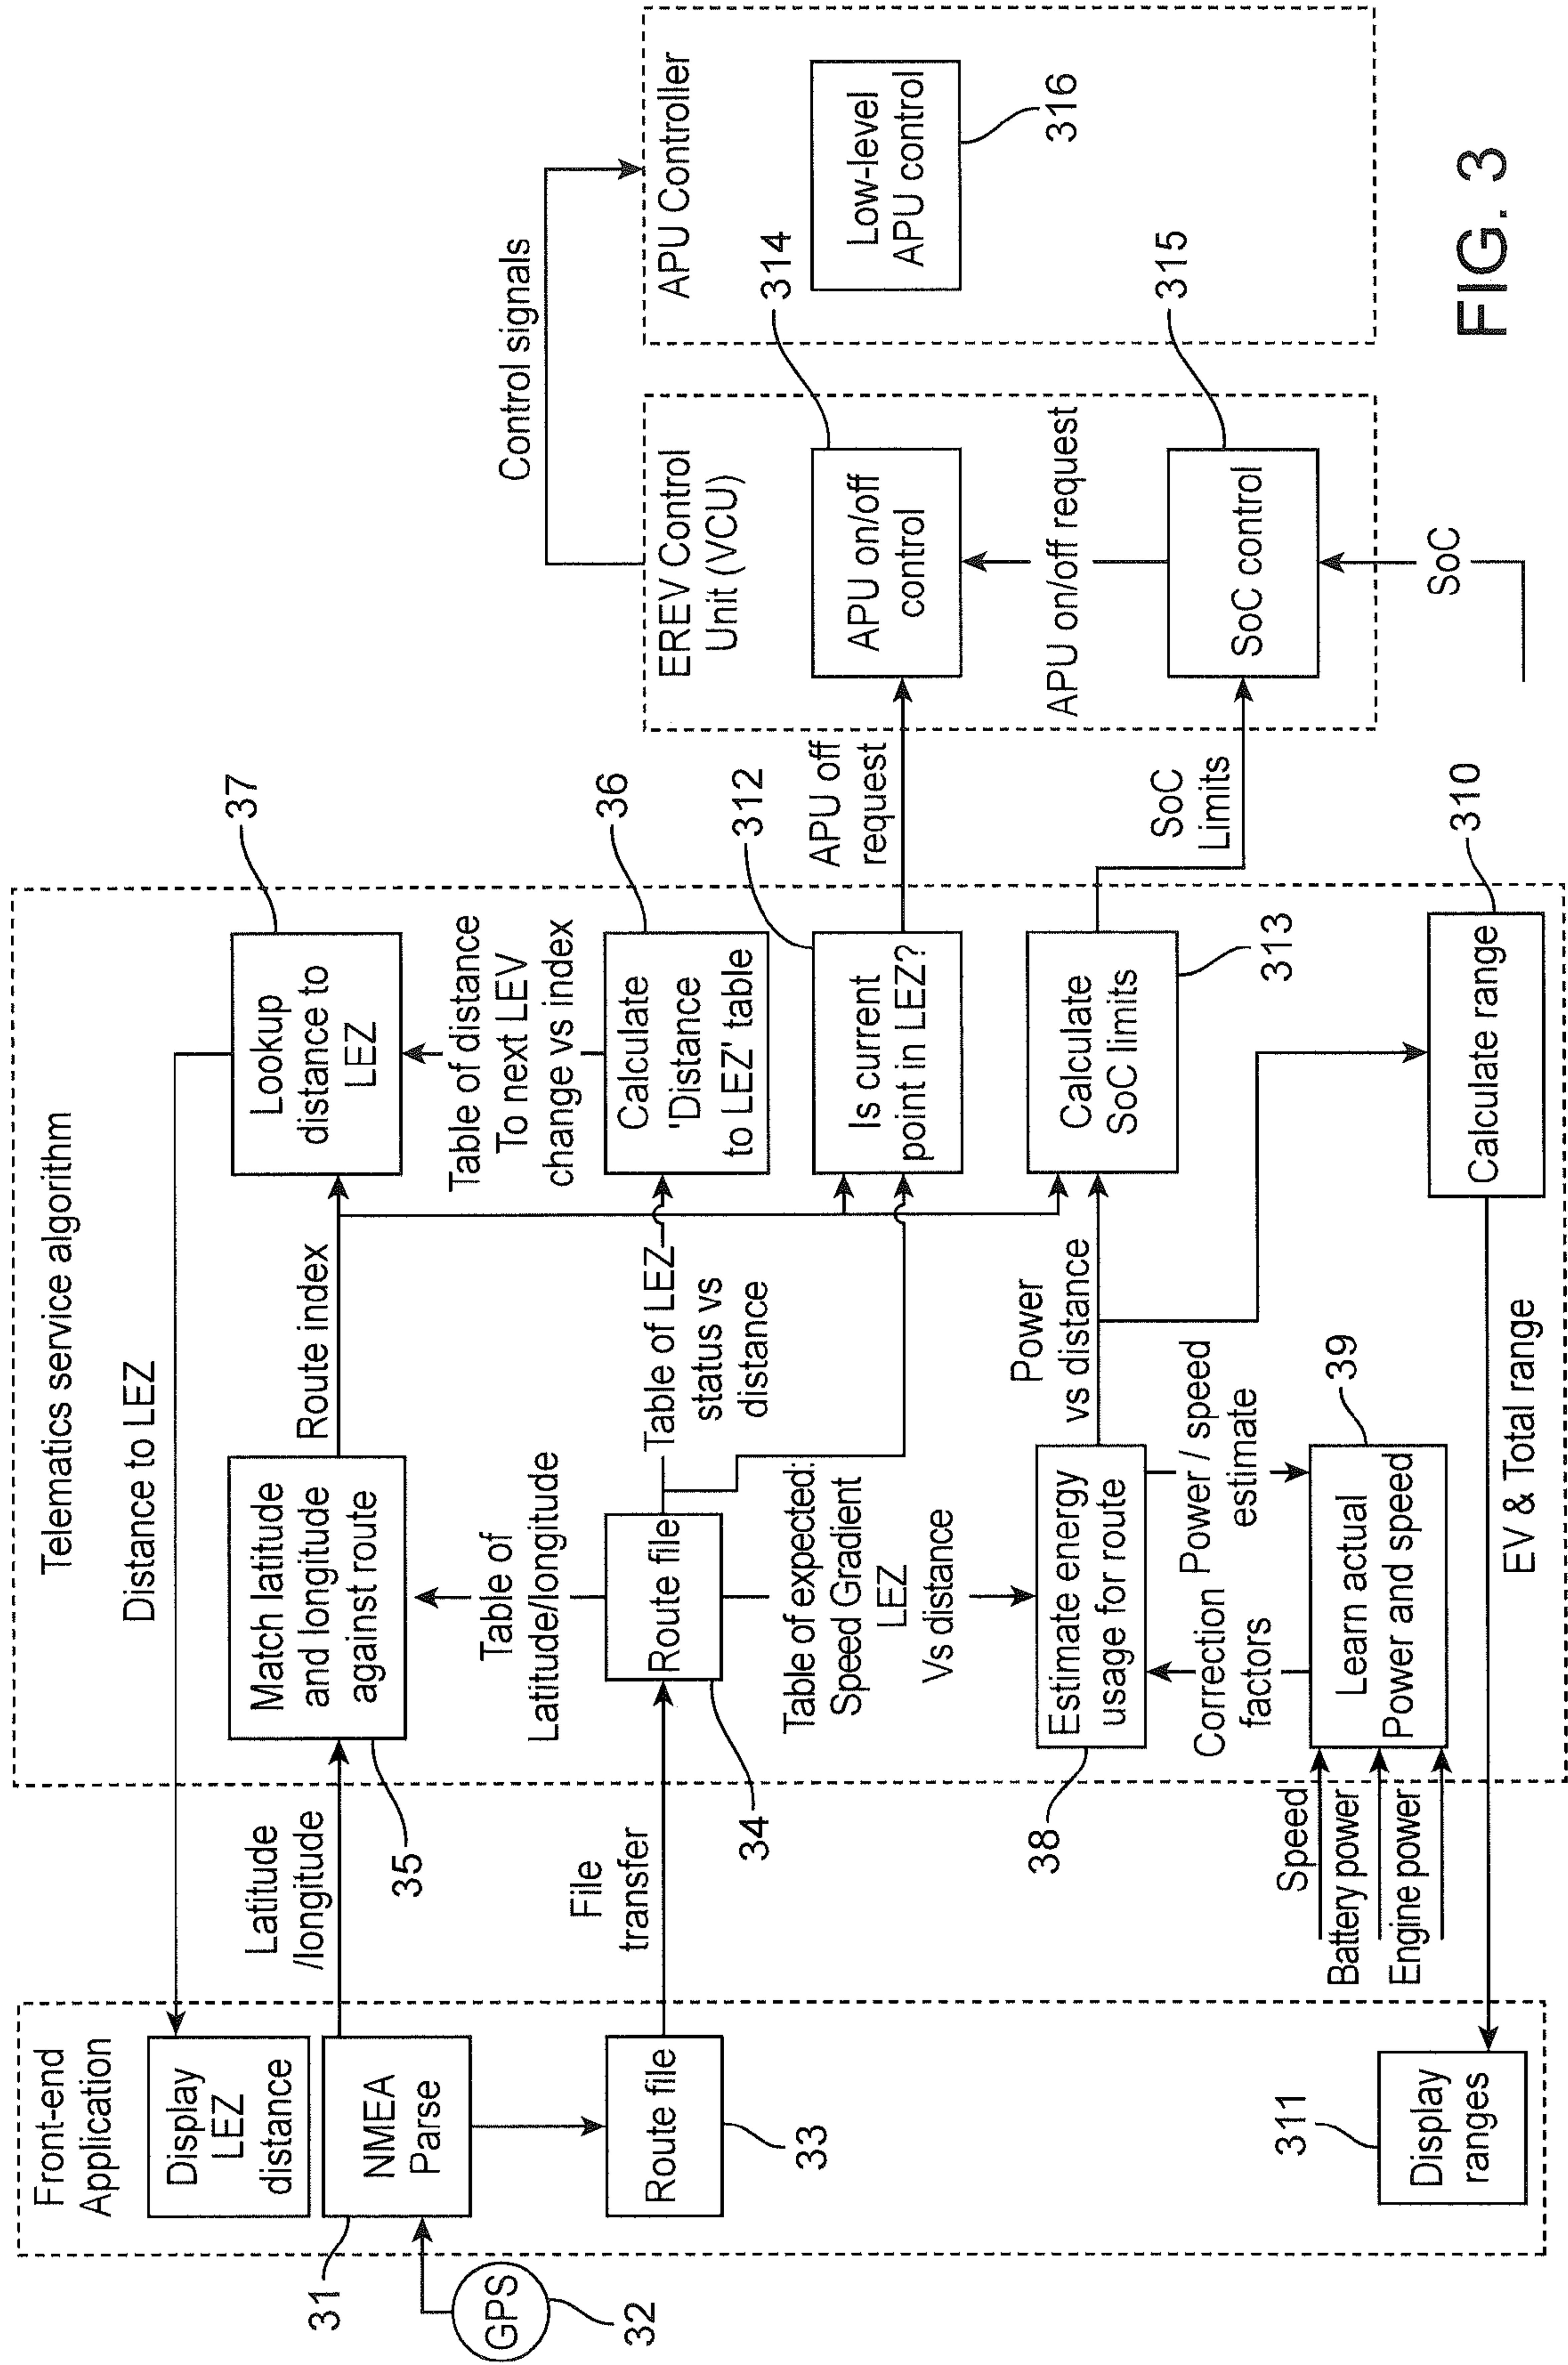 Front-end
Application
Display
LEZ
distance
NMEA
Parse
31
GPS
32
Route file
33
Display
ranges
311
Telematics service algorithm
Distance to LEZ
Latitude
/longitude
Match latitude
and longitude
against route
35
Route index
Lookup
distance to
LEZ
37
Table of
Latitude/longitude
Table of distance
To next LEV
change vs index
File
transfer
Route file
34
Table of LEZ
status vs
distance
Calculate
'Distance
to LEZ' table
36
Is current
point in LEZ?
312
APU off
request
Table of expected:
Speed Gradient
LEZ
Vs distance
Estimate energy
usage for route
38
Power
vs distance
Calculate
SoC limits
313
SoC
Limits
Correction
factors
Power / speed
estimate
Speed
Battery power
Engine power
Learn actual
Power and speed
39
Calculate range
310
EV & Total range
EREV Control
Unit (VCU)
APU on/off
control
314
APU on/off request
SoC control
315
SoC
Control signals
APU Controller
Low-level
APU control
316
FIG. 3